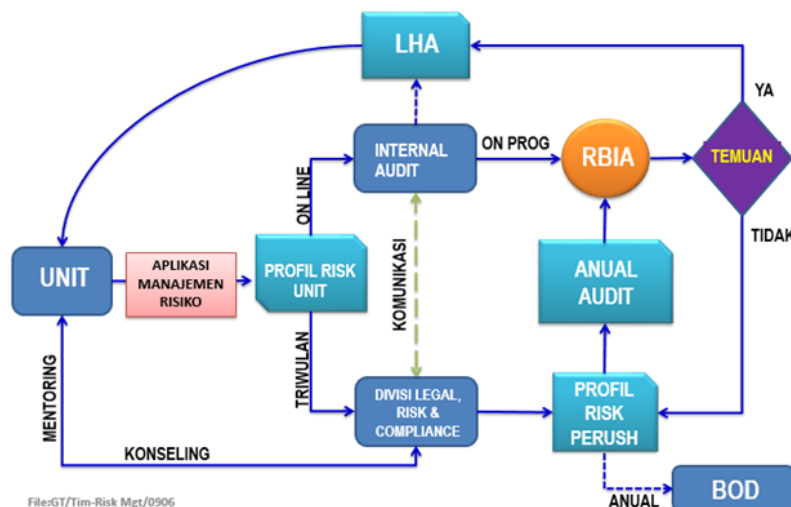 LHA
YA
INTERNAL
AUDIT
ON PROG
RBIA
TEMUAN
ON LINE
TIDAK
UNIT
APLIKASI
MANAJEMEN
RISIKO
PROFIL RISK
UNIT
KOMUNIKASI
ANUAL
AUDIT
MENTORING
TRIWULAN
DIVISI LEGAL,
RISK &
COMPLIANCE
PROFIL
RISK
PERUSH
KONSELING
ANUAL
BOD
File:GT/Tim-Risk Mgt/0906